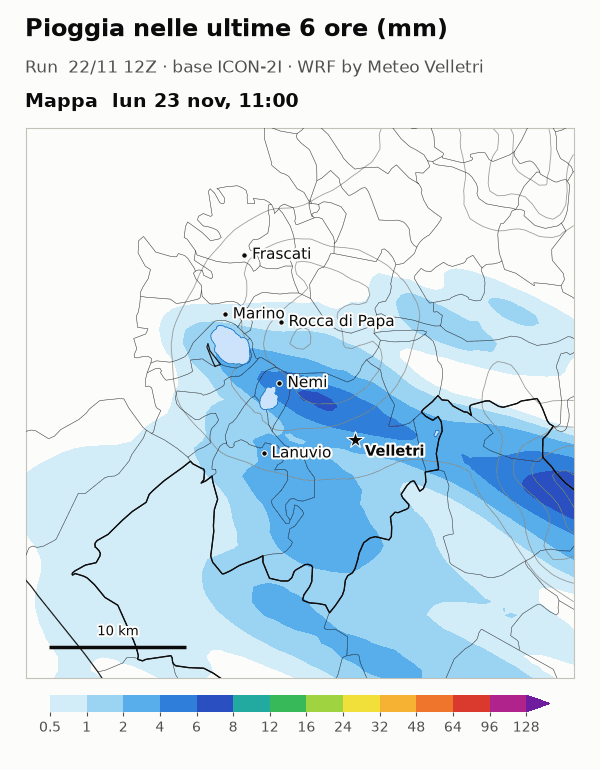 Pioggia nelle ultime 6 ore (mm)
Run  22/11 12Z · base ICON-2I · WRF by Meteo Velletri
Mappa  lun 23 nov, 11:00
Frascati
Marino
Rocca di Papa
Nemi
Velletri
Lanuvio
10 km
0.5 1 2 4 6 8 12 16 24 32 48 64 96 128